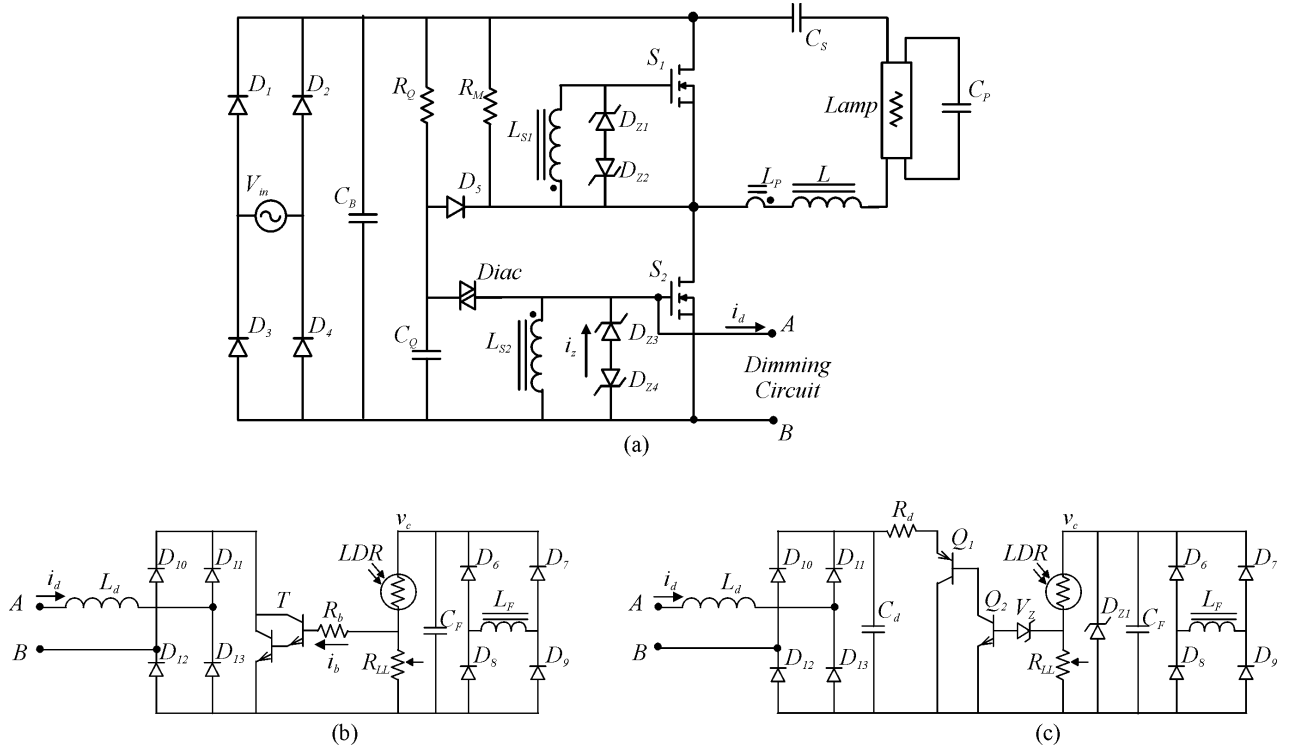 C_S
S_1
D_1
D_2
R_Q
R_M
L_S1
D_Z1
D_Z2
Lamp
C_P
V_in
C_B
D_5
L_P
L
Diac
S_2
i_d
A
D_3
D_4
C_Q
L_S2
i_z
D_Z3
D_Z4
Dimming
Circuit
B
(a)
v_c
D_10
D_11
LDR
D_6
D_7
i_d
L_d
A
T
R_b
C_F
L_F
B
D_12
D_13
i_b
R_LL
D_8
D_9
(b)
R_d
v_c
D_10
D_11
Q_1
LDR
D_6
D_7
i_d
L_d
A
C_d
Q_2
V_Z
D_Z1
C_F
L_F
B
D_12
D_13
R_LL
D_8
D_9
(c)